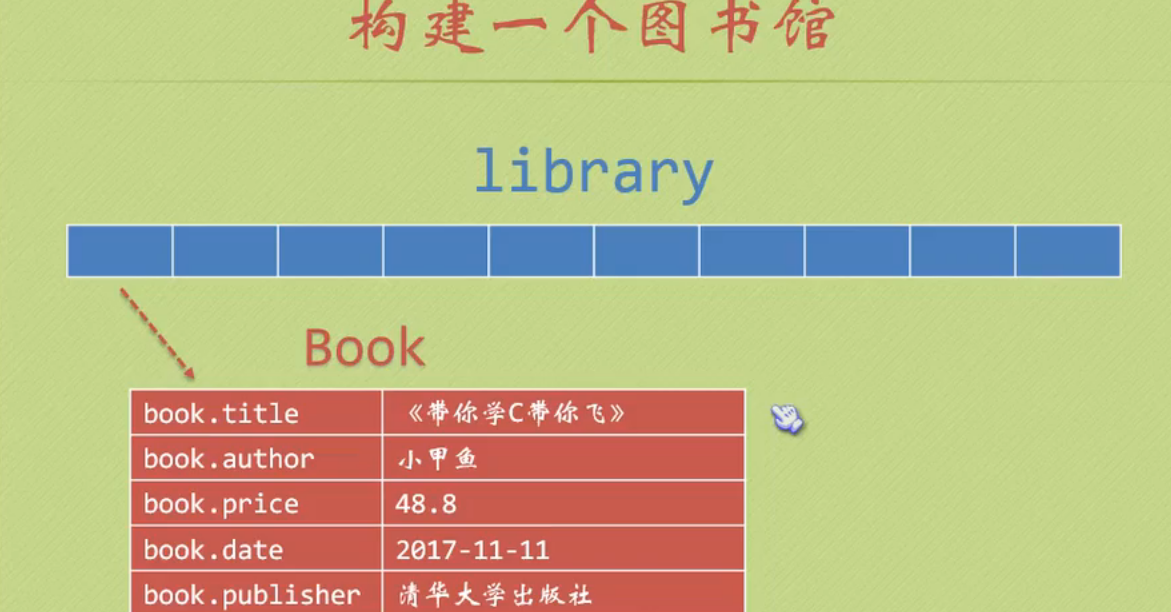 构建一个图书馆
library
Book
book.title 《带你学C带你飞》
book.author 小甲鱼
book.price 48.8
book.date 2017-11-11
book.publisher 清华大学出版社